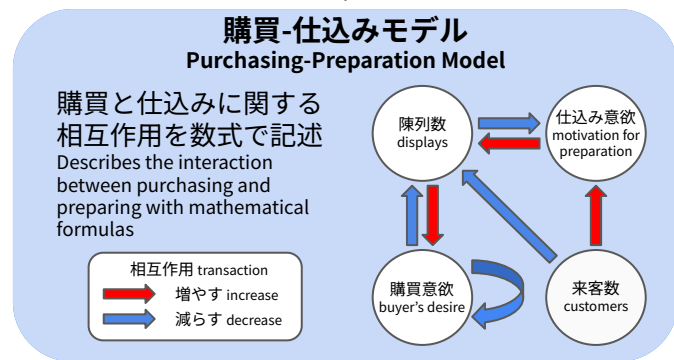 購買-仕込みモデル
Purchasing-Preparation Model
購買と仕込みに関する
相互作用を数式で記述
Describes the interaction
between purchasing and
preparing with mathematical
formulas
相互作用 transaction
増やす increase
減らす decrease
陳列数
displays
仕込み意欲
motivation for
preparation
購買意欲
buyer's desire
来客数
customers